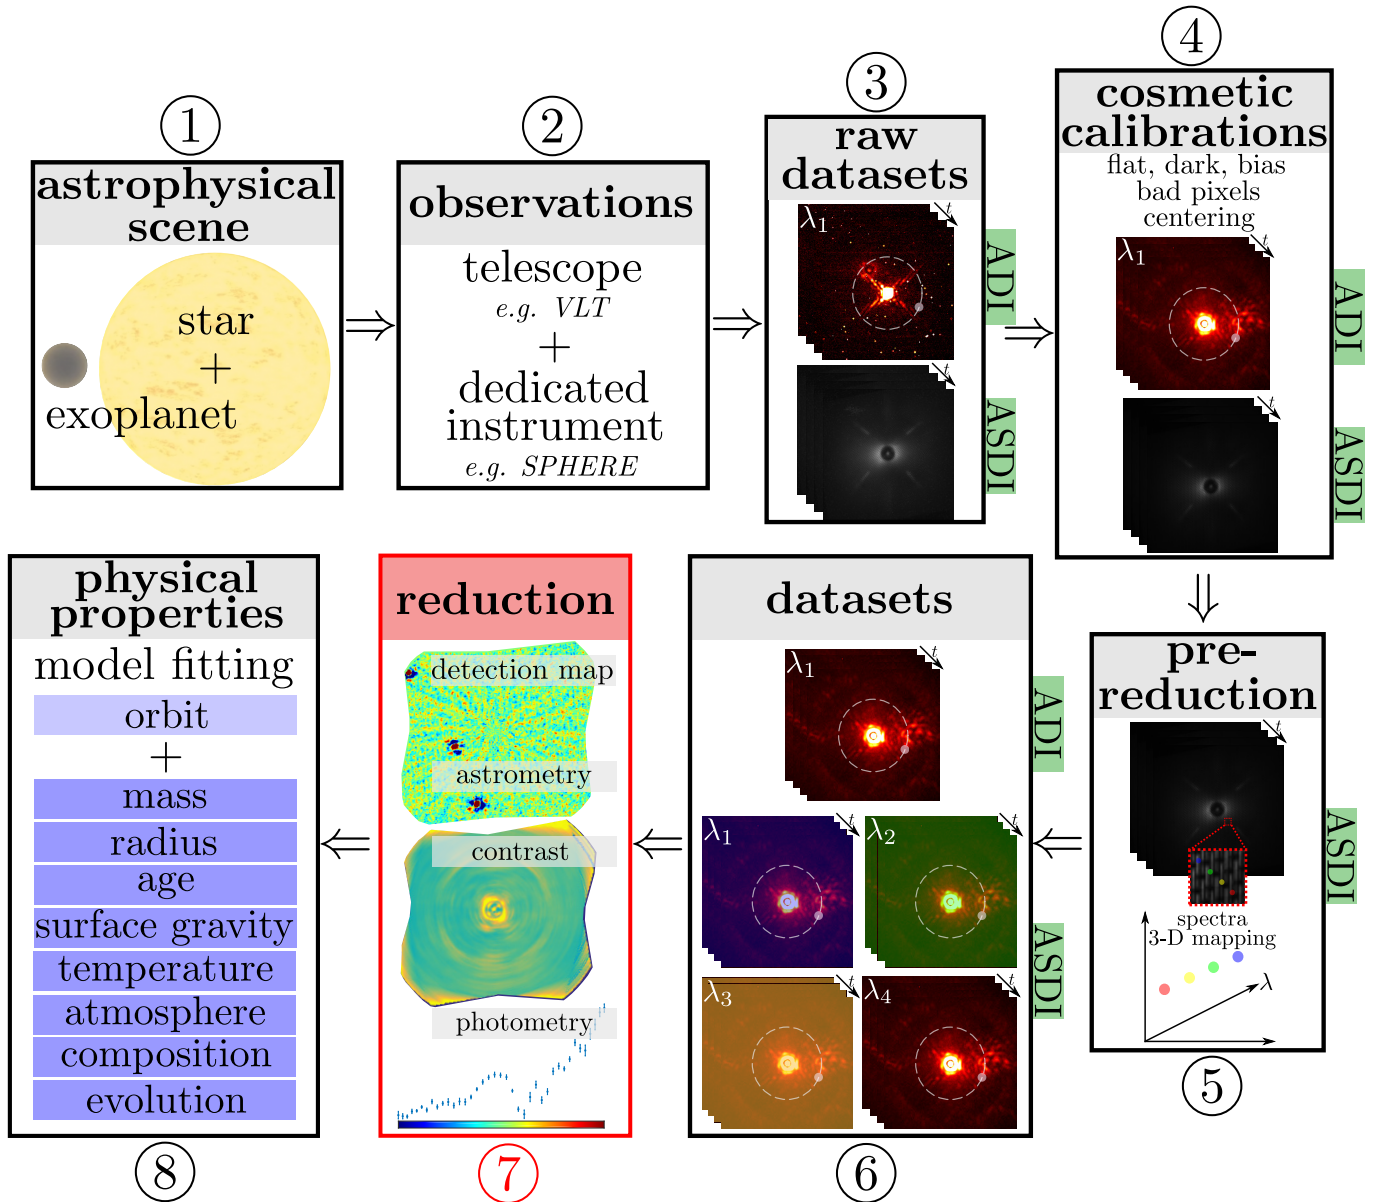 1
astrophysical
scene
star
+
exoplanet
2
observations
telescope
e.g. VLT
+
dedicated
instrument
e.g. SPHERE
3
raw
datasets
λ1
t
ADI
t
ASDI
4
cosmetic
calibrations
flat, dark, bias
bad pixels
centering
λ1
t
ADI
t
ASDI
pre-
reduction
t
ASDI
spectra
3-D mapping
λ
5
datasets
λ1
t
ADI
λ1
t
λ2
t
ASDI
λ3
t
λ4
t
6
reduction
detection map
astrometry
contrast
photometry
7
physical
properties
model fitting
orbit
+
mass
radius
age
surface gravity
temperature
atmosphere
composition
evolution
8